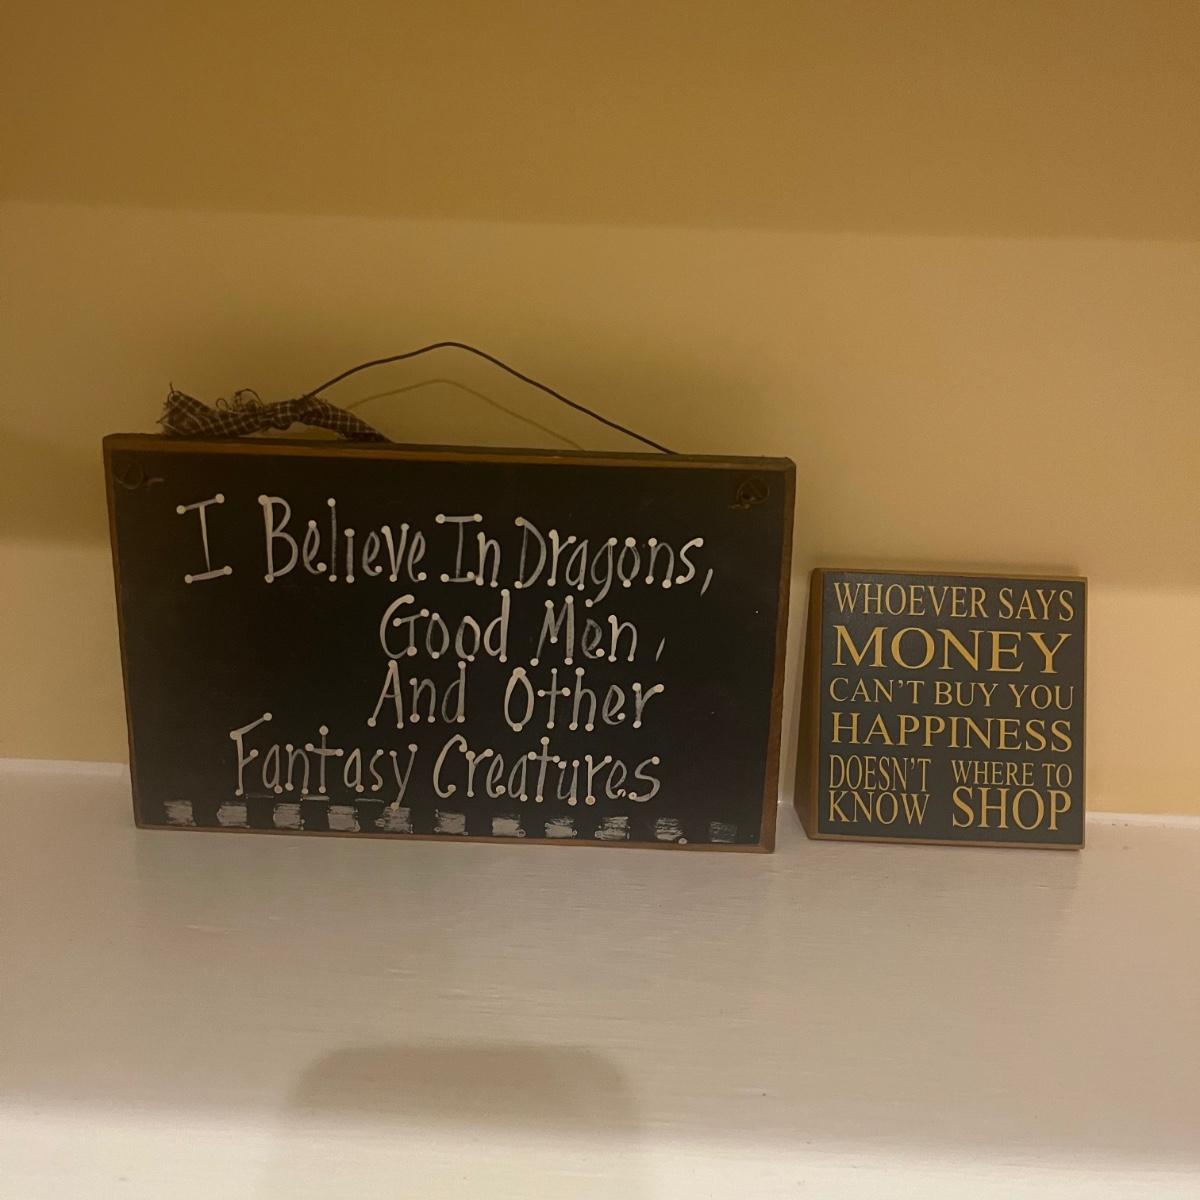 I Believe In Dragons,
Good Men,
And Other
Fantasy Creatures
WHOEVER SAYS
MONEY
CAN'T BUY YOU
HAPPINESS
DOESN'T WHERE TO
KNOW SHOP